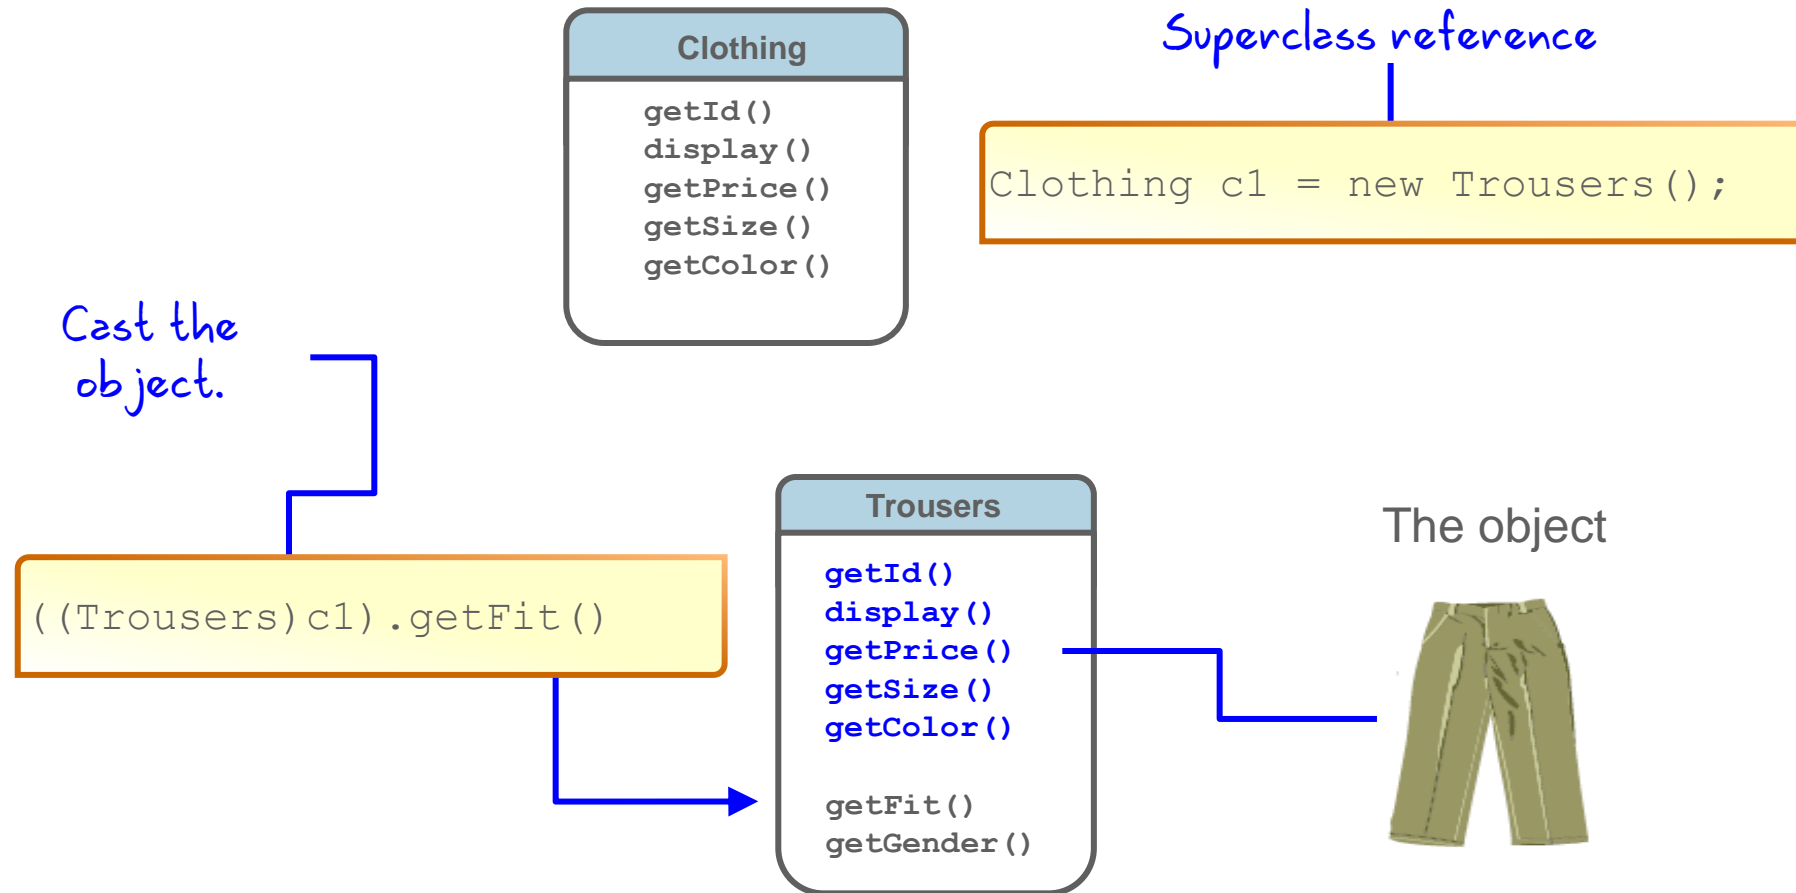 Clothing
getId()
display()
getPrice()
getSize()
getColor()
Superclass reference
Clothing c1 = new Trousers();
Cast the
object.
((Trousers)c1).getFit()
Trousers
getId()
display()
getPrice()
getSize()
getColor()
getFit()
getGender()
The object